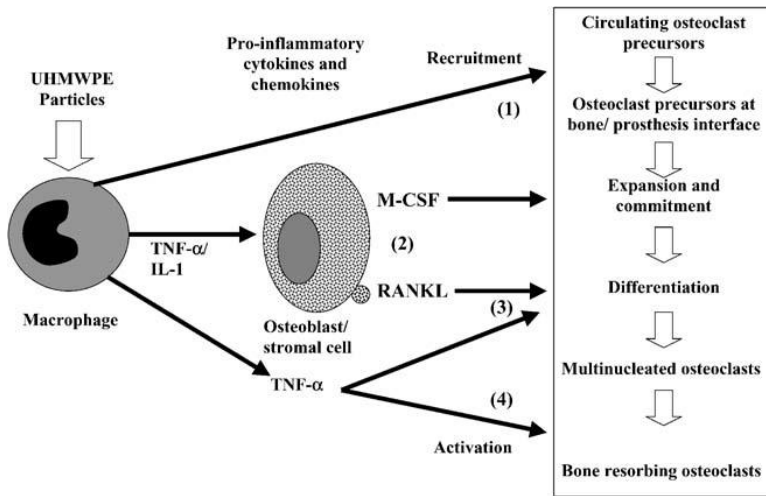 UHMWPE
Particles
Macrophage
Pro-inflammatory
cytokines and
chemokines
Recruitment
(1)
TNF-α/
IL-1
M-CSF
(2)
RANKL
(3)
Osteoblast/
stromal cell
TNF-α
(4)
Activation
Circulating osteoclast
precursors
Osteoclast precursors at
bone/ prosthesis interface
Expansion and
commitment
Differentiation
Multinucleated osteoclasts
Bone resorbing osteoclasts